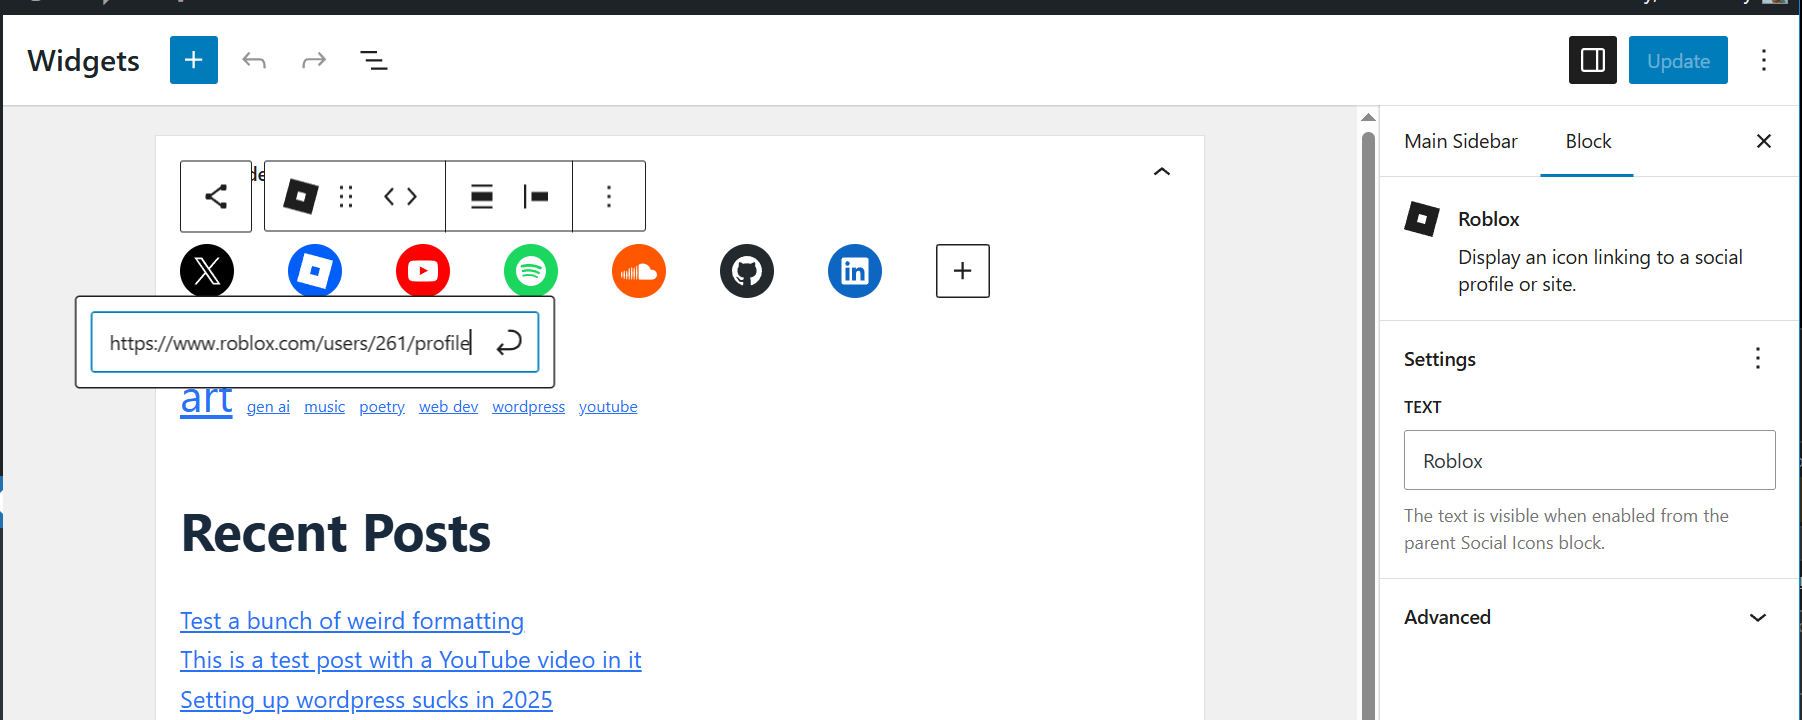 Widgets
Update
Main Sidebar
Block
Roblox
Display an icon linking to a social
profile or site.
https://www.roblox.com/users/261/profile
Settings
TEXT
Roblox
The text is visible when enabled from the
parent Social Icons block.
Advanced
art gen ai music poetry web dev wordpress youtube
Recent Posts
Test a bunch of weird formatting
This is a test post with a YouTube video in it
Setting up wordpress sucks in 2025